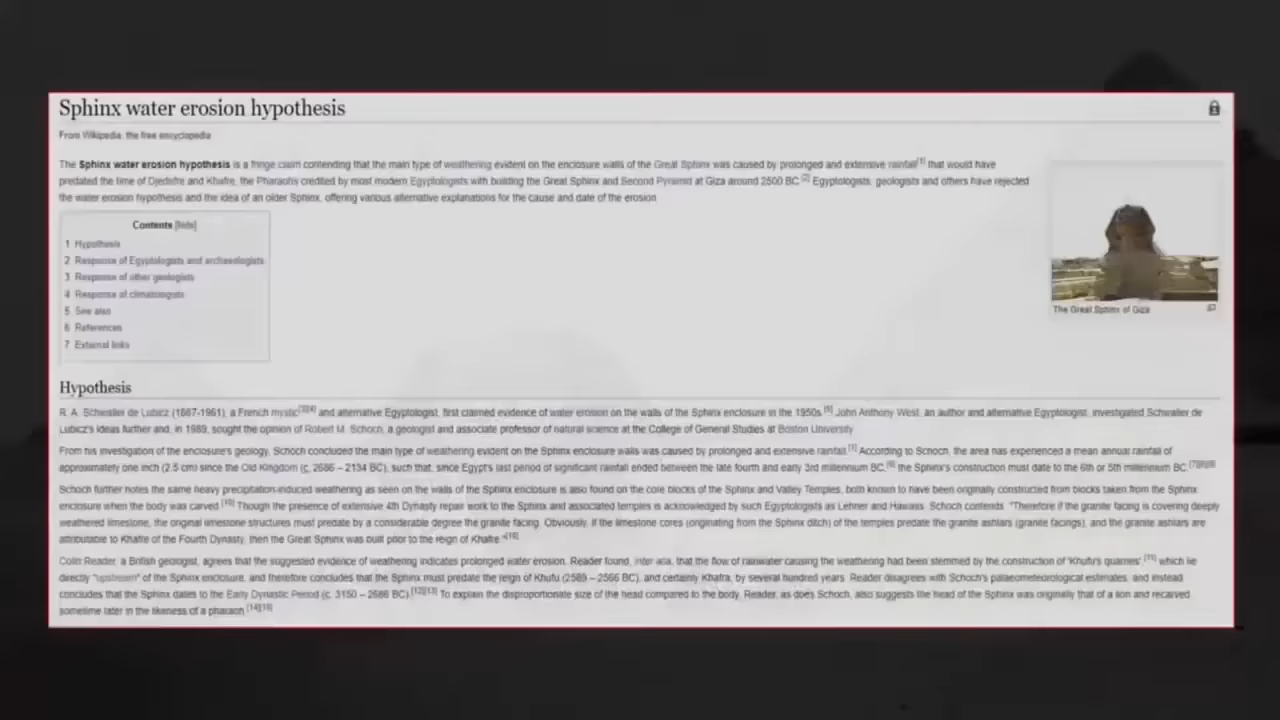 Sphinx water erosion hypothesis
From Wikipedia, the free encyclopedia
The Sphinx water erosion hypothesis is a fringe claim contending that the main type of weathering evident on the enclosure walls of the Great Sphinx was caused by prolonged and extensive rainfall[1] that would have
predated the time of Djedefre and Khafre, the Pharaohs credited by most modern Egyptologists with building the Great Sphinx and Second Pyramid at Giza around 2500 BC.[2] Egyptologists, geologists and others have rejected
the water erosion hypothesis and the idea of an older Sphinx, offering various alternative explanations for the cause and date of the erosion
Contents [hide]
1 Hypothesis
2 Response of Egyptologists and archaeologists
3 Response of other geologists
4 Response of climatologists
5 See also
6 References
7 External links
The Great Sphinx of Giza
Hypothesis
R. A. Schwaller de Lubicz (1887-1961), a French mystic[3][4] and alternative Egyptologist, first claimed evidence of water erosion on the walls of the Sphinx enclosure in the 1950s.[5] John Anthony West, an author and alternative Egyptologist, investigated Schwaller de
Lubicz's ideas further and, in 1989, sought the opinion of Robert M. Schoch, a geologist and associate professor of natural science at the College of General Studies at Boston University
From his investigation of the enclosure's geology, Schoch concluded the main type of weathering evident on the Sphinx enclosure walls was caused by prolonged and extensive rainfall.[1] According to Schoch, the area has experienced a mean annual rainfall of
approximately one inch (2.5 cm) since the Old Kingdom (c. 2686 – 2134 BC), such that, since Egypt's last period of significant rainfall ended between the late fourth and early 3rd millennium BC,[6] the Sphinx's construction must date to the 6th or 5th millennium BC.[7][8][9]
Schoch further notes the same heavy precipitation-induced weathering as seen on the walls of the Sphinx enclosure is also found on the core blocks of the Sphinx and Valley Temples, both known to have been originally constructed from blocks taken from the Sphinx
enclosure when the body was carved.[10] Though the presence of extensive 4th Dynasty repair work to the Sphinx and associated temples is acknowledged by such Egyptologists as Lehner and Hawass, Schoch contends: "Therefore if the granite facing is covering deeply
weathered limestone, the original limestone structures must predate by a considerable degree the granite facing. Obviously, if the limestone cores (originating from the Sphinx ditch) of the temples predate the granite ashlars (granite facings), and the granite ashlars are
attributable to Khafre of the Fourth Dynasty, then the Great Sphinx was built prior to the reign of Khafre."[10]
Colin Reader, a British geologist, agrees that the suggested evidence of weathering indicates prolonged water erosion. Reader found, inter alia, that the flow of rainwater causing the weathering had been stemmed by the construction of 'Khufu's quarries',[11] which lie
directly "upstream" of the Sphinx enclosure, and therefore concludes that the Sphinx must predate the reign of Khufu (2589 – 2566 BC), and certainly Khafra, by several hundred years. Reader disagrees with Schoch's palaeometeorological estimates, and instead
concludes that the Sphinx dates to the Early Dynastic Period (c. 3150 – 2686 BC).[12][13] To explain the disproportionate size of the head compared to the body, Reader, as does Schoch, also suggests the head of the Sphinx was originally that of a lion and recarved
sometime later in the likeness of a pharaoh.[14][15]